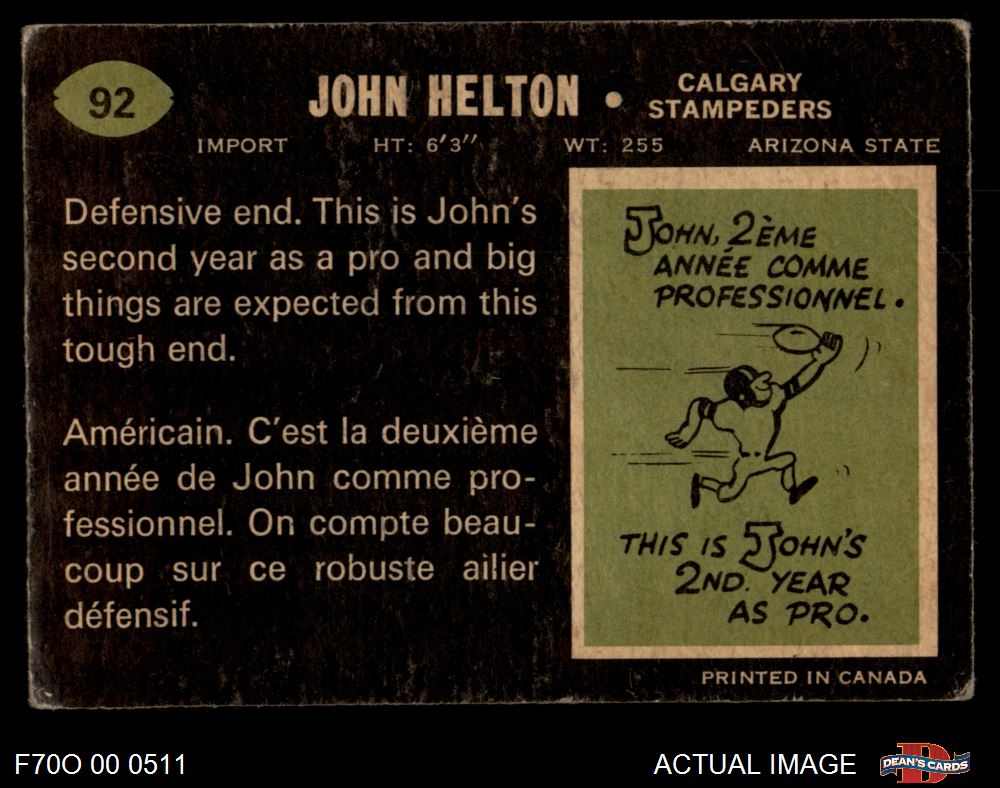 92
JOHN HELTON •
CALGARY
STAMPEDERS
IMPORT HT: 6'3" WT: 255 ARIZONA STATE
Defensive end. This is John's
second year as a pro and big
things are expected from this
tough end.
Américain. C'est la deuxième
année de John comme pro-
fessionnel. On compte beau-
coup sur ce robuste ailier
défensif.
JOHN, 2ÈME
ANNÉE COMME
PROFESSIONNEL.
THIS IS JOHN'S
2ND. YEAR
AS PRO.
PRINTED IN CANADA
F70O 00 0511
ACTUAL IMAGE
D
DEAN'S CARDS